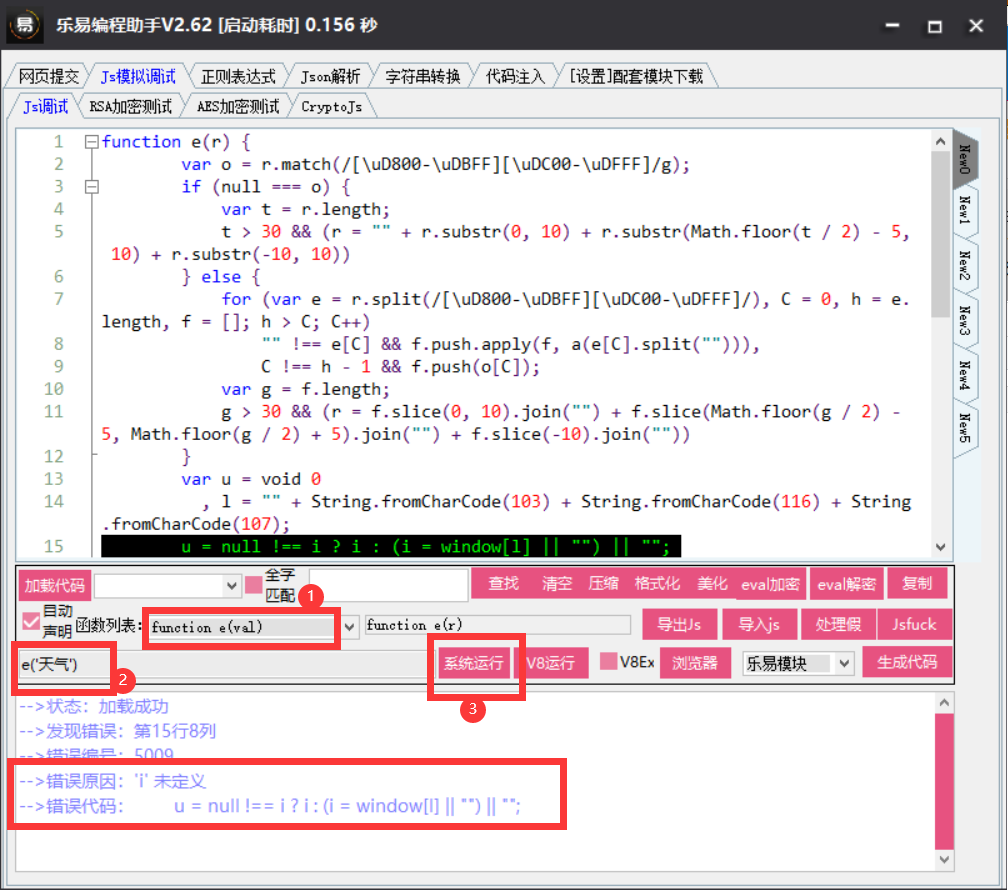 易 乐易编程助手V2.62 [启动耗时] 0.156 秒
网页提交 Js模拟调试 正则表达式 Json解析 字符串转换 代码注入 [设置]配套模块下载
Js调试 RSA加密测试 AES加密测试 CryptoJs
1 function e(r) {
2 var o = r.match(/[\uD800-\uDBFF][\uDC00-\uDFFF]/g);
3 if (null === o) {
4 var t = r.length;
5 t > 30 && (r = "" + r.substr(0, 10) + r.substr(Math.floor(t / 2) - 5,
10) + r.substr(-10, 10))
6 } else {
7 for (var e = r.split(/[\uD800-\uDBFF][\uDC00-\uDFFF]/), C = 0, h = e.
length, f = []; h > C; C++)
8 "" !== e[C] && f.push.apply(f, a(e[C].split(""))),
9 C !== h - 1 && f.push(o[C]);
10 var g = f.length;
11 g > 30 && (r = f.slice(0, 10).join("") + f.slice(Math.floor(g / 2) -
5, Math.floor(g / 2) + 5).join("") + f.slice(-10).join(""))
12 }
13 var u = void 0
14 , l = "" + String.fromCharCode(103) + String.fromCharCode(116) + String
.fromCharCode(107);
15 u = null !== i ? i : (i = window[l] || "") || "";
New0
New1
New2
New3
New4
New5
加载代码 全字匹配 查找 清空 压缩 格式化 美化 eval加密 eval解密 复制
1
自动声明 函数列表: function e(val) function e(r) 导出Js 导入js 处理假 Jsfuck
e('天气') 系统运行 V8运行 V8Ex 浏览器 乐易模块 生成代码
2
3
-->状态：加载成功
-->发现错误：第15行8列
-->错误编号：5009
-->错误原因：'i' 未定义
-->错误代码： u = null !== i ? i : (i = window[l] || "") || "";